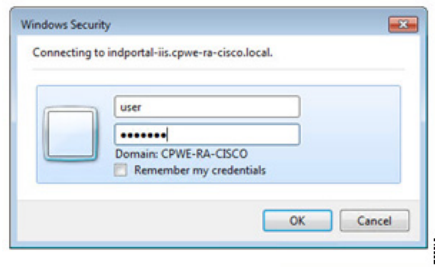 Windows Security
Connecting to indportal-iis.cpwe-ra-cisco.local.
user
•••••••
Domain: CPWE-RA-CISCO
Remember my credentials
OK
Cancel